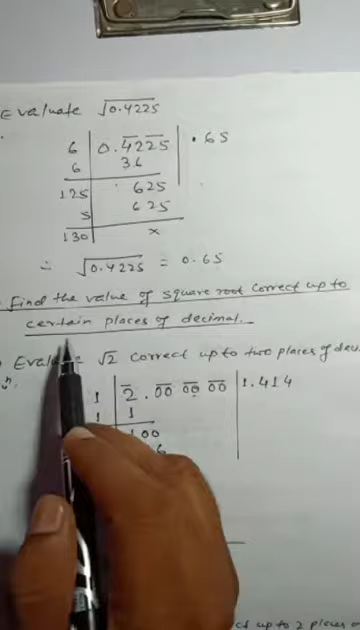 Evaluate √0.4225
6 0.4225 .65
6 36
125 625
5 625
130 x
∴ √0.4225 = 0.65
Find the value of square root correct up to
certain places of decimal.
√2 correct up to two places of
1 2.00 00 00 1.414
1 1
100
up to 2 places